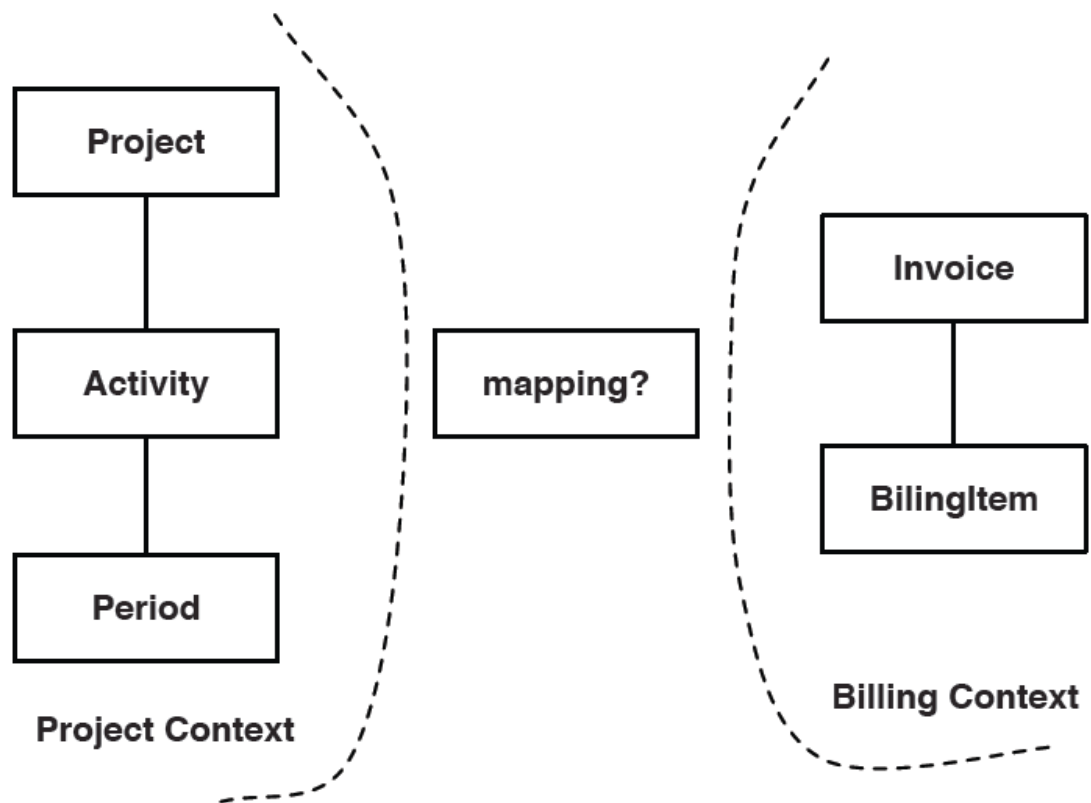 Project
Activity
Period
Project Context
mapping?
Invoice
BilingItem
Billing Context